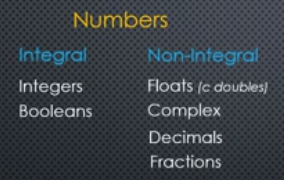 Numbers
Integral
Integers
Booleans
Non-Integral
Floats (c doubles)
Complex
Decimals
Fractions